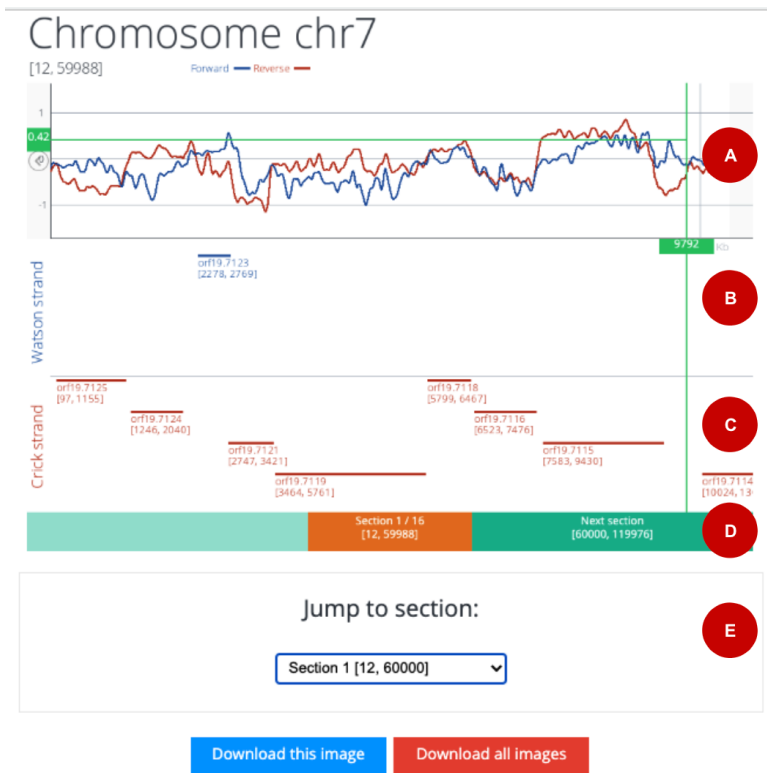 Chromosome chr7
[12, 59988]
Forward
Reverse
1
0.42
-1
A
9792
Kb
Watson strand
orf19.7123
[2278, 2769]
B
Crick strand
orf19.7125
[97, 1155]
orf19.7124
[1246, 2040]
orf19.7121
[2747, 3421]
orf19.7119
[3464, 5761]
orf19.7118
[5799, 6467]
orf19.7116
[6523, 7476]
orf19.7115
[7583, 9430]
orf19.7114
[10024, 13
C
Section 1 / 16
[12, 59988]
Next section
[60000, 119976]
D
Jump to section:
E
Section 1 [12, 60000]
Download this image
Download all images